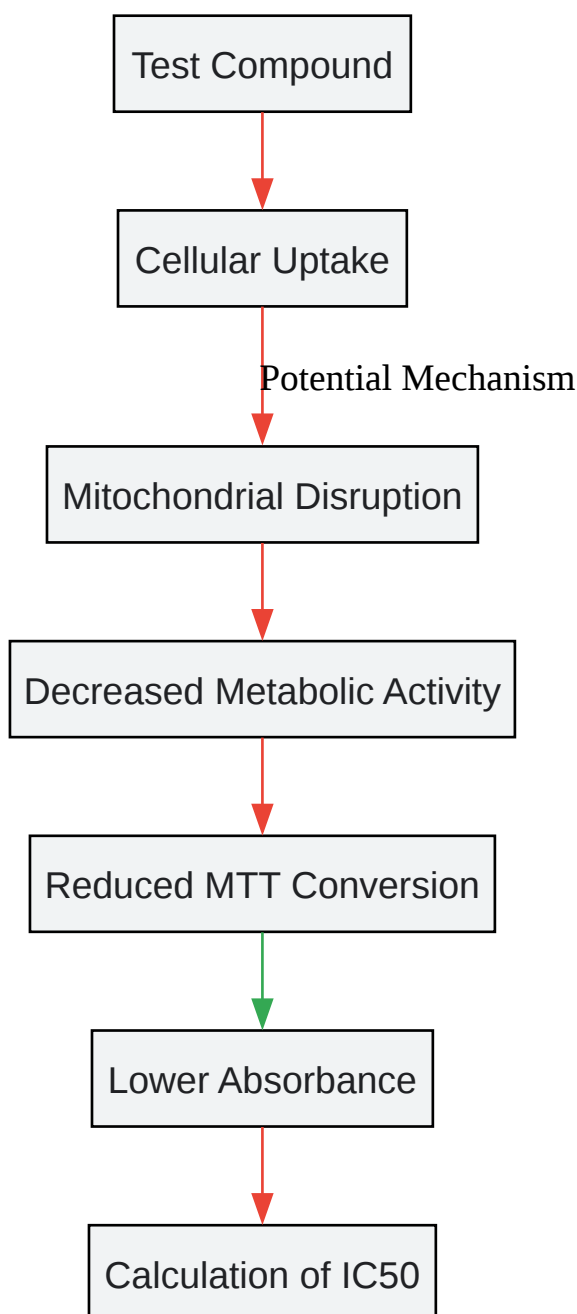 Test Compound
Cellular Uptake
Potential Mechanism
Mitochondrial Disruption
Decreased Metabolic Activity
Reduced MTT Conversion
Lower Absorbance
Calculation of IC50